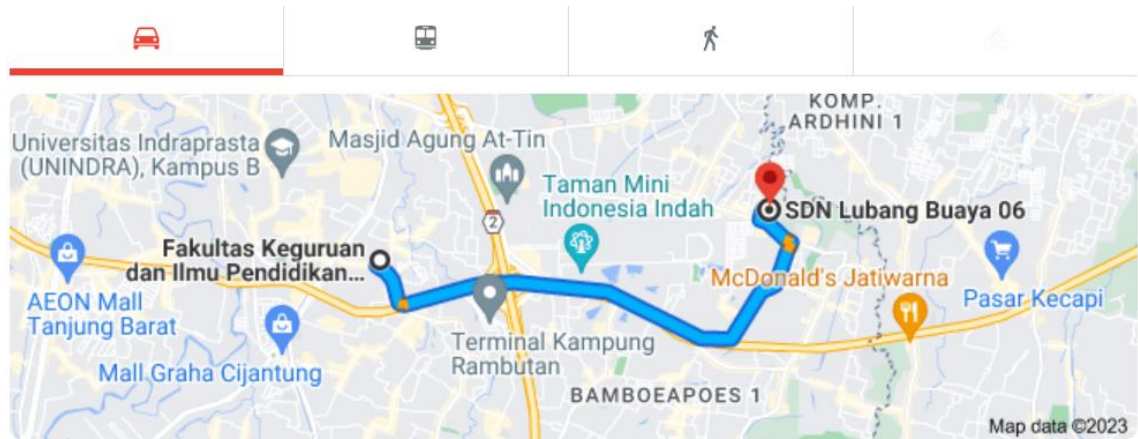 KOMP.
ARDHINI 1
Universitas Indraprasta
(UNINDRA), Kampus B
Masjid Agung At-Tin
Taman Mini
Indonesia Indah
2
SDN Lubang Buaya 06
Fakultas Keguruan
dan Ilmu Pendidikan...
McDonald's Jatiwarna
Pasar Kecapi
AEON Mall
Tanjung Barat
Terminal Kampung
Rambutan
Mall Graha Cijantung
BAMBOEAPOES 1
Map data ©2023